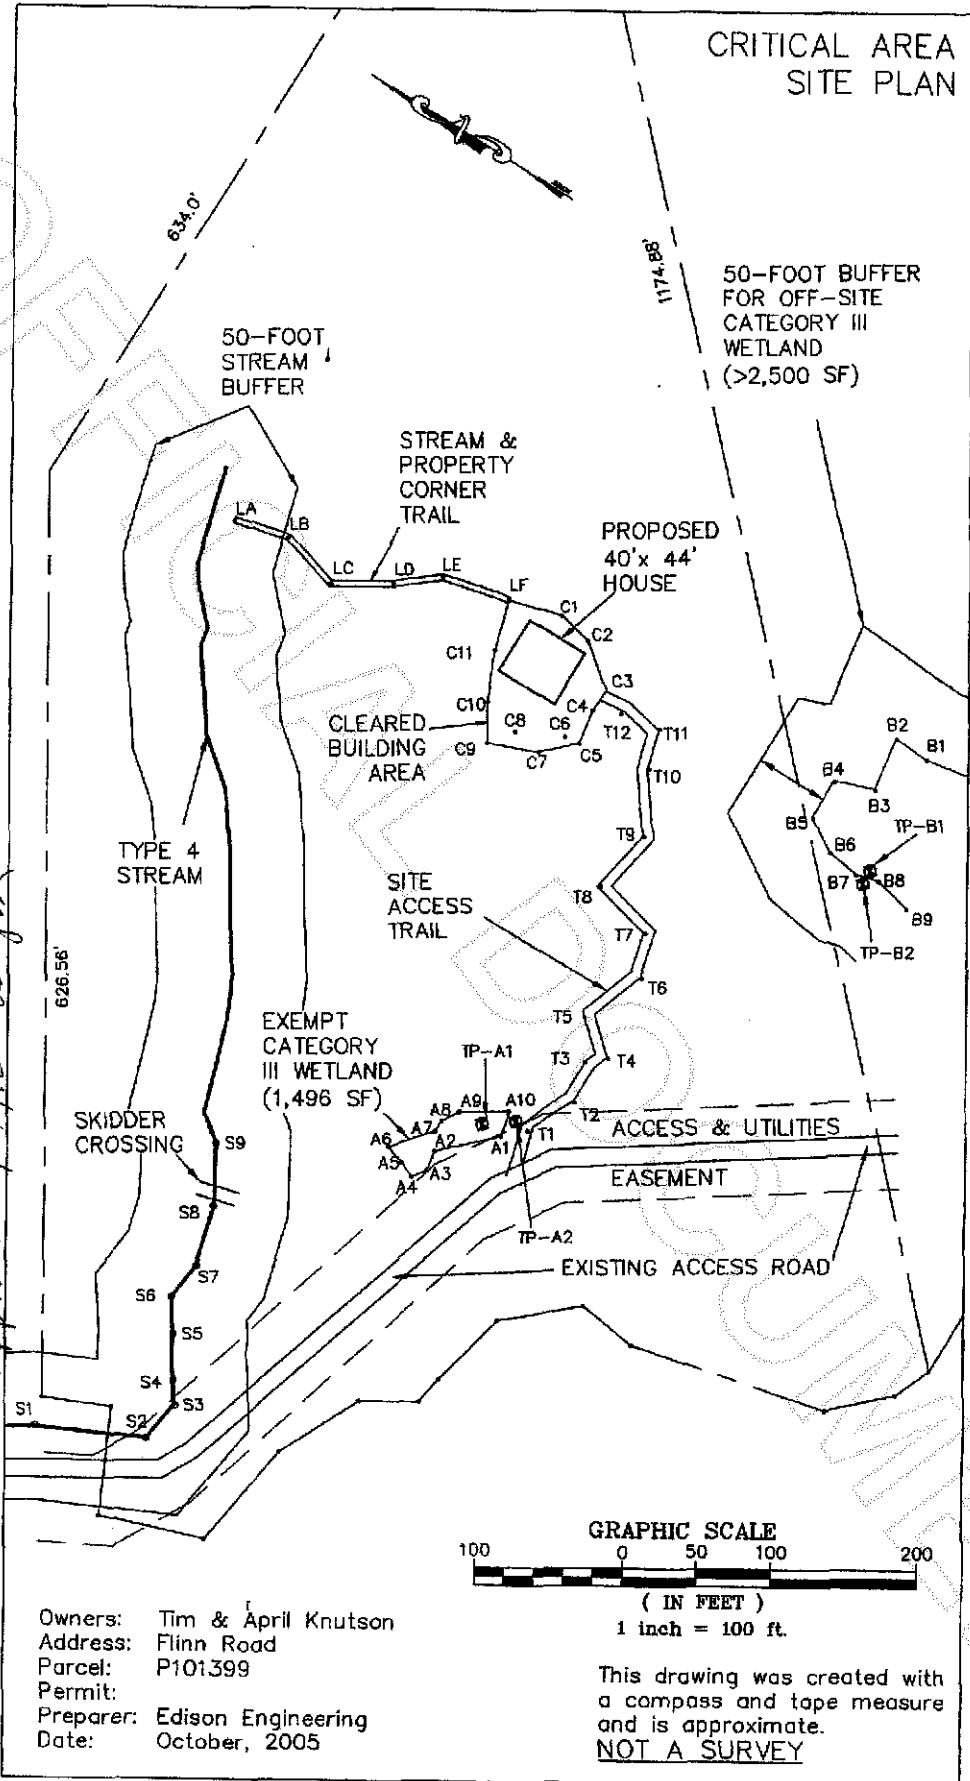 CRITICAL AREA
SITE PLAN
634.0'
1174.88'
50-FOOT BUFFER
FOR OFF-SITE
CATEGORY III
WETLAND
(>2,500 SF)
50-FOOT
STREAM
BUFFER
STREAM &
PROPERTY
CORNER
TRAIL
LA
LB
LC
LD
LE
LF
PROPOSED
40'x 44'
HOUSE
C1
C2
C3
C4
C5
C6
C7
C8
C9
C10
C11
CLEARED
BUILDING
AREA
T12
T11
T10
T9
T8
T7
T6
T5
T4
T3
T2
T1
B1
B2
B3
B4
B5
B6
B7
B8
B9
TP-B1
TP-B2
TYPE 4
STREAM
SITE
ACCESS
TRAIL
626.56'
EXEMPT
CATEGORY
III WETLAND
(1,496 SF)
TP-A1
A1
A2
A3
A4
A5
A6
A7
A8
A9
A10
TP-A2
SKIDDER
CROSSING
ACCESS & UTILITIES
EASEMENT
EXISTING ACCESS ROAD
S9
S8
S7
S6
S5
S4
S3
S2
S1
GRAPHIC SCALE
100 0 50 100 200
( IN FEET )
1 inch = 100 ft.
Owners: Tim & April Knutson
Address: Flinn Road
Parcel: P101399
Permit:
Preparer: Edison Engineering
Date: October, 2005
This drawing was created with
a compass and tape measure
and is approximate.
NOT A SURVEY